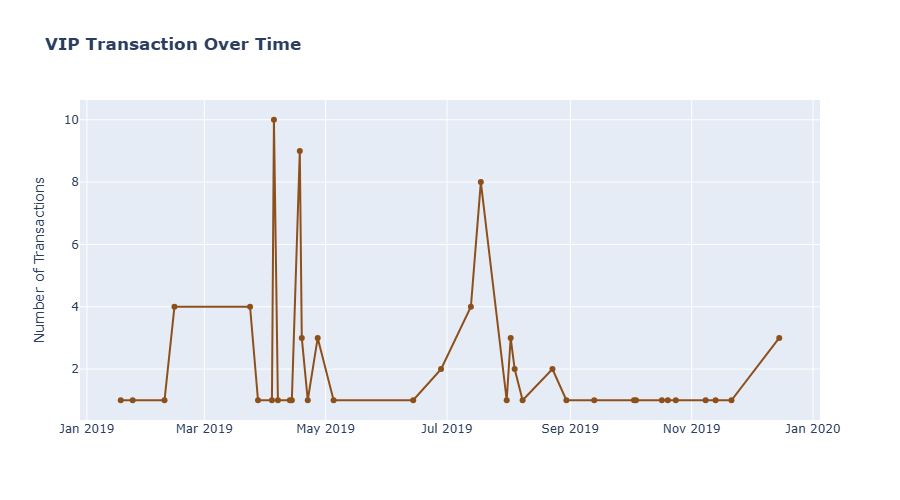 VIP Transaction Over Time
Number of Transactions
10
8
6
4
2
Jan 2019
Mar 2019
May 2019
Jul 2019
Sep 2019
Nov 2019
Jan 2020